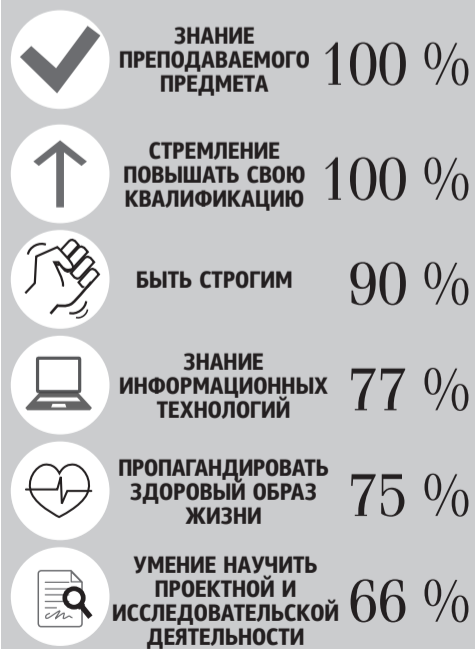 ЗНАНИЕ
ПРЕПОДАВАЕМОГО
ПРЕДМЕТА
100 %
СТРЕМЛЕНИЕ
ПОВЫШАТЬ СВОЮ
КВАЛИФИКАЦИЮ
100 %
БЫТЬ СТРОГИМ
90 %
ЗНАНИЕ
ИНФОРМАЦИОННЫХ
ТЕХНОЛОГИЙ
77 %
ПРОПАГАНДИРОВАТЬ
ЗДОРОВЫЙ ОБРАЗ
ЖИЗНИ
75 %
УМЕНИЕ НАУЧИТЬ
ПРОЕКТНОЙ И
ИССЛЕДОВАТЕЛЬСКОЙ
ДЕЯТЕЛЬНОСТИ
66 %